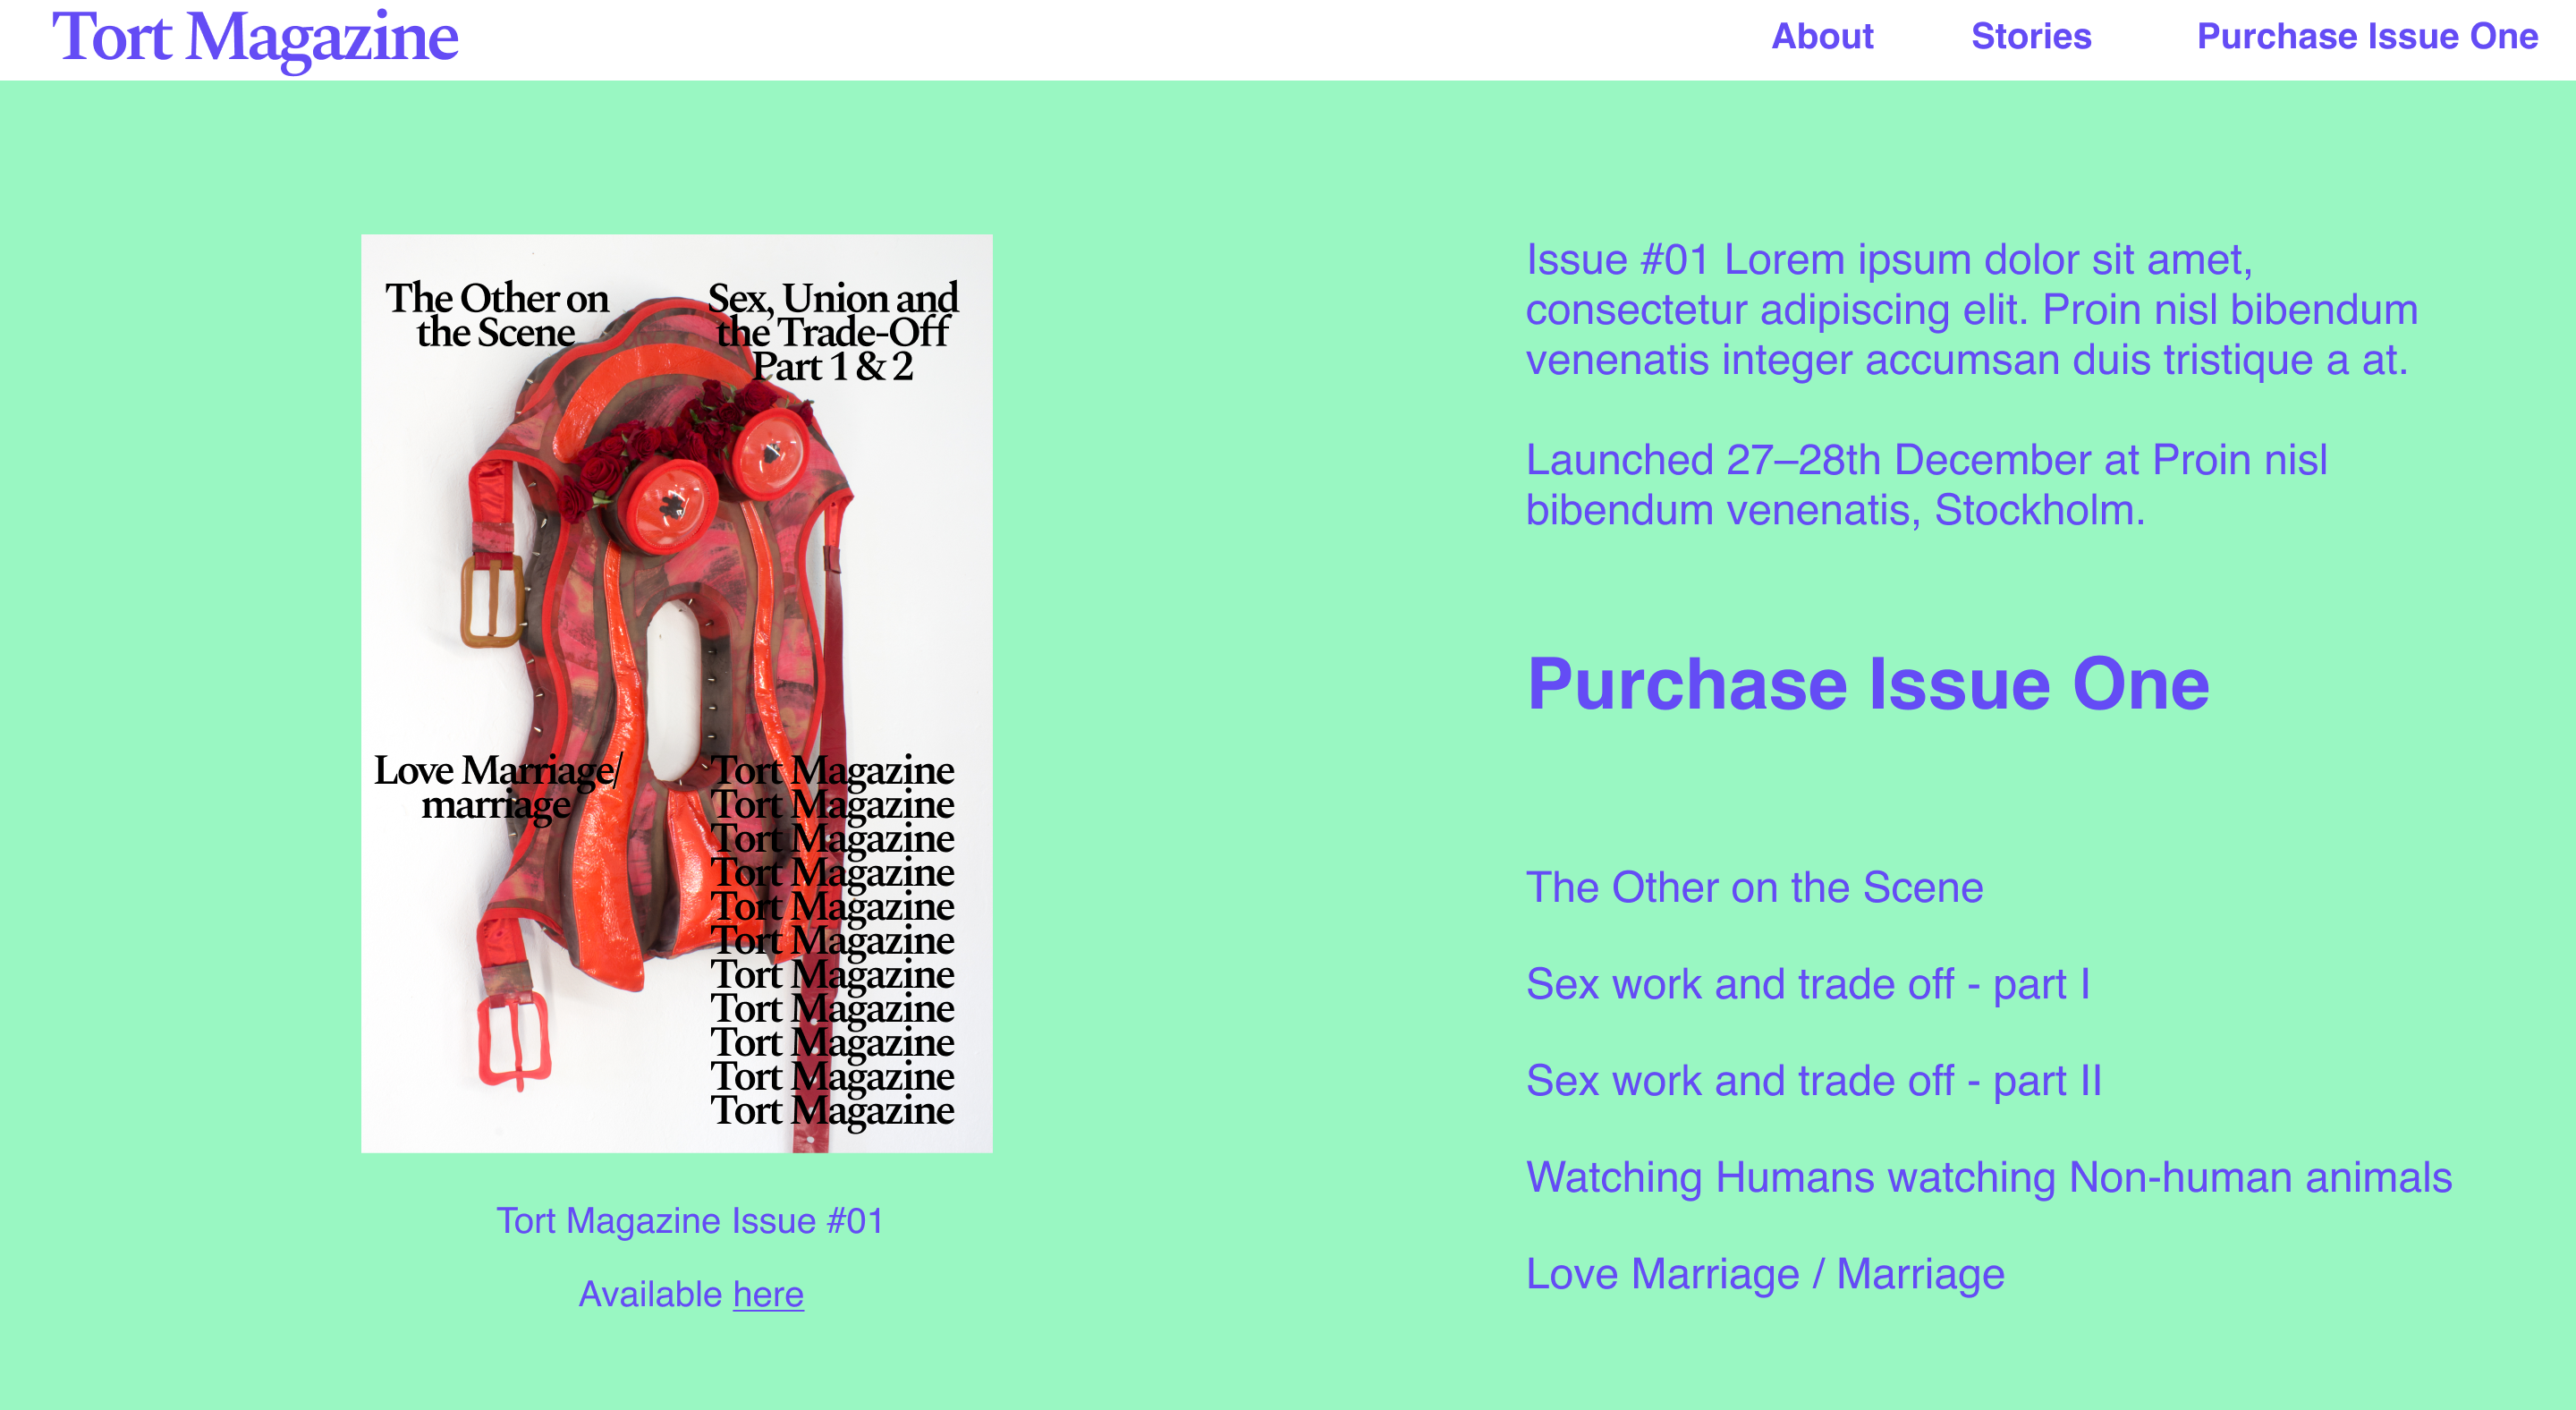 Tort Magazine
About
Stories
Purchase Issue One
The Other on
the Scene
Sex, Union and
the Trade-Off
Part 1 & 2
Love Marriage/
marriage
Tort Magazine
Tort Magazine
Tort Magazine
Tort Magazine
Tort Magazine
Tort Magazine
Tort Magazine
Tort Magazine
Tort Magazine
Tort Magazine
Tort Magazine
Tort Magazine Issue #01
Available here
Issue #01 Lorem ipsum dolor sit amet,
consectetur adipiscing elit. Proin nisl bibendum
venenatis integer accumsan duis tristique a at.
Launched 27–28th December at Proin nisl
bibendum venenatis, Stockholm.
Purchase Issue One
The Other on the Scene
Sex work and trade off - part I
Sex work and trade off - part II
Watching Humans watching Non-human animals
Love Marriage / Marriage